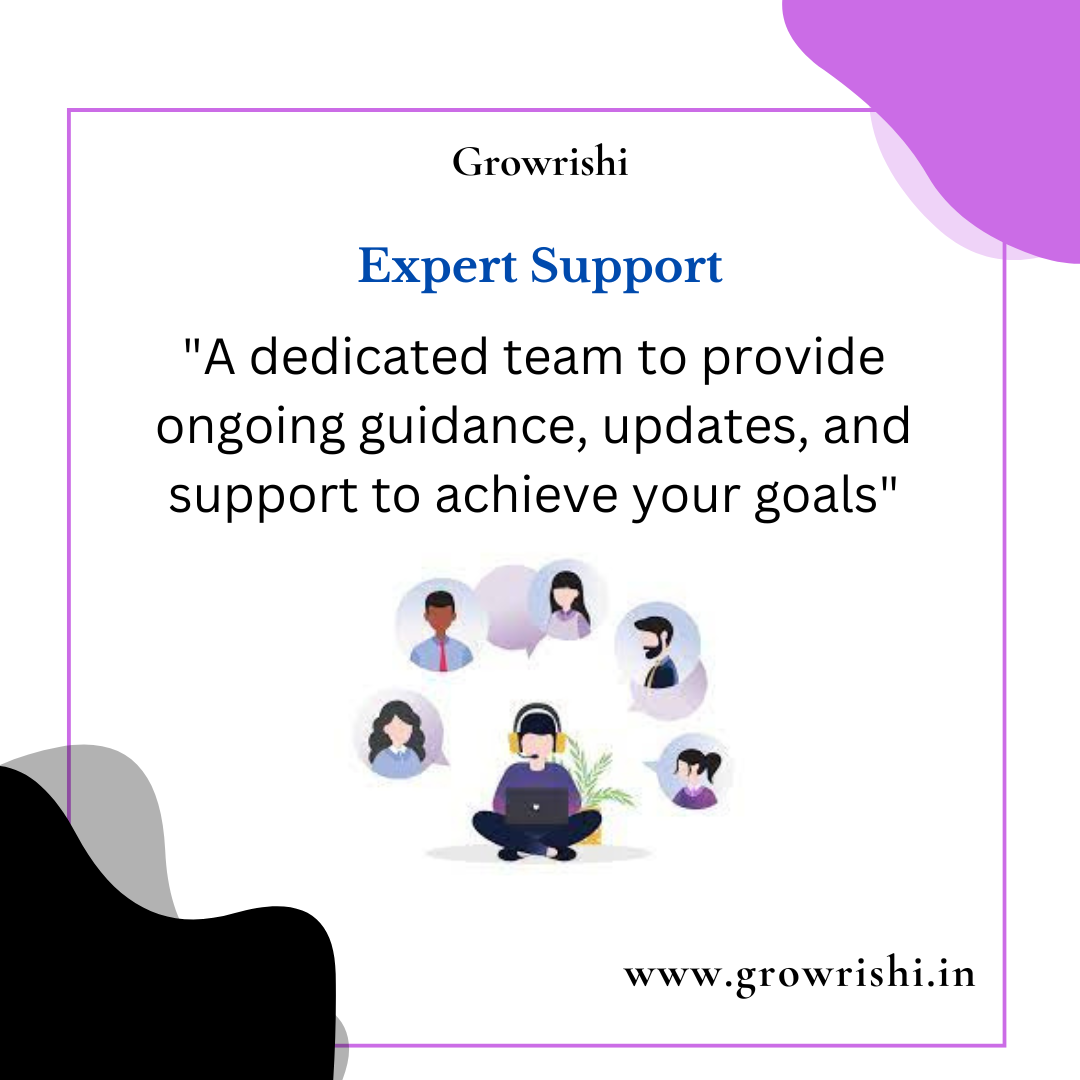 Growrishi
Expert Support
"A dedicated team to provide
ongoing guidance, updates, and
support to achieve your goals"
www.growrishi.in